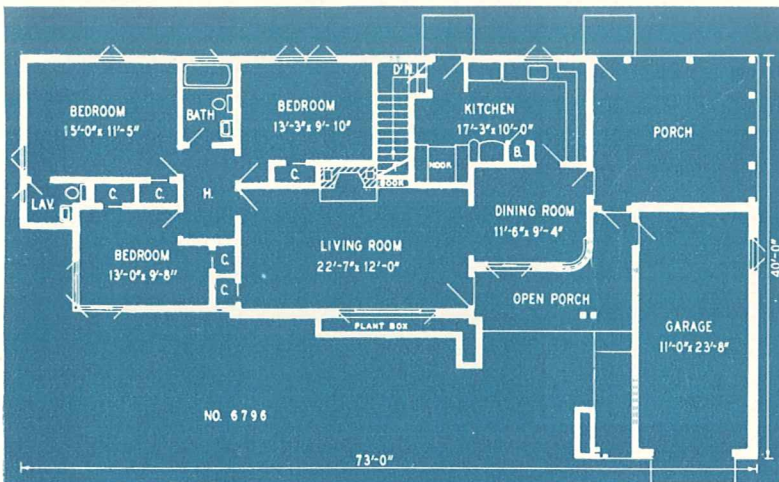 D'N.
BEDROOM
15'-0" x 11'-5"
BATH
BEDROOM
13'-3" x 9'-10"
KITCHEN
17'-3" x 10'-0"
PORCH
NOOK
B.
LAV.
C.
C.
H.
C.
BOOK
DINING ROOM
11'-6" x 9'-4"
BEDROOM
13'-0" x 9'-8"
C.
C.
LIVING ROOM
22'-7" x 12'-0"
OPEN PORCH
PLANT BOX
GARAGE
11'-0" x 23'-8"
40'-0"
NO. 6796
73'-0"